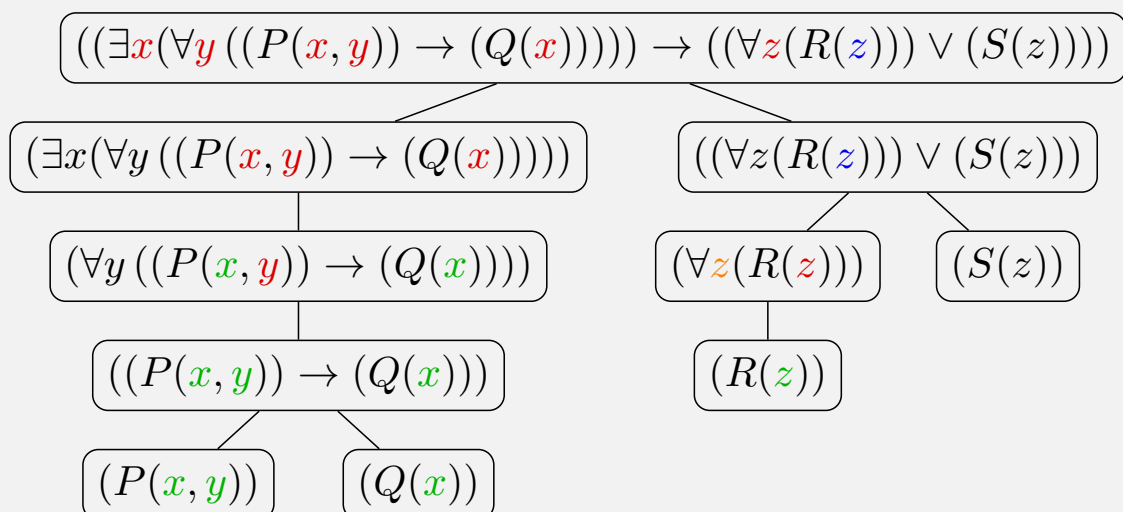 ((∃x(∀y ((P(x, y)) → (Q(x))))) → ((∀z(R(z))) ∨ (S(z))))
(∃x(∀y ((P(x, y)) → (Q(x)))))
((∀z(R(z))) ∨ (S(z)))
(∀y ((P(x, y)) → (Q(x))))
(∀z(R(z)))
(S(z))
((P(x, y)) → (Q(x)))
(R(z))
(P(x, y))
(Q(x))